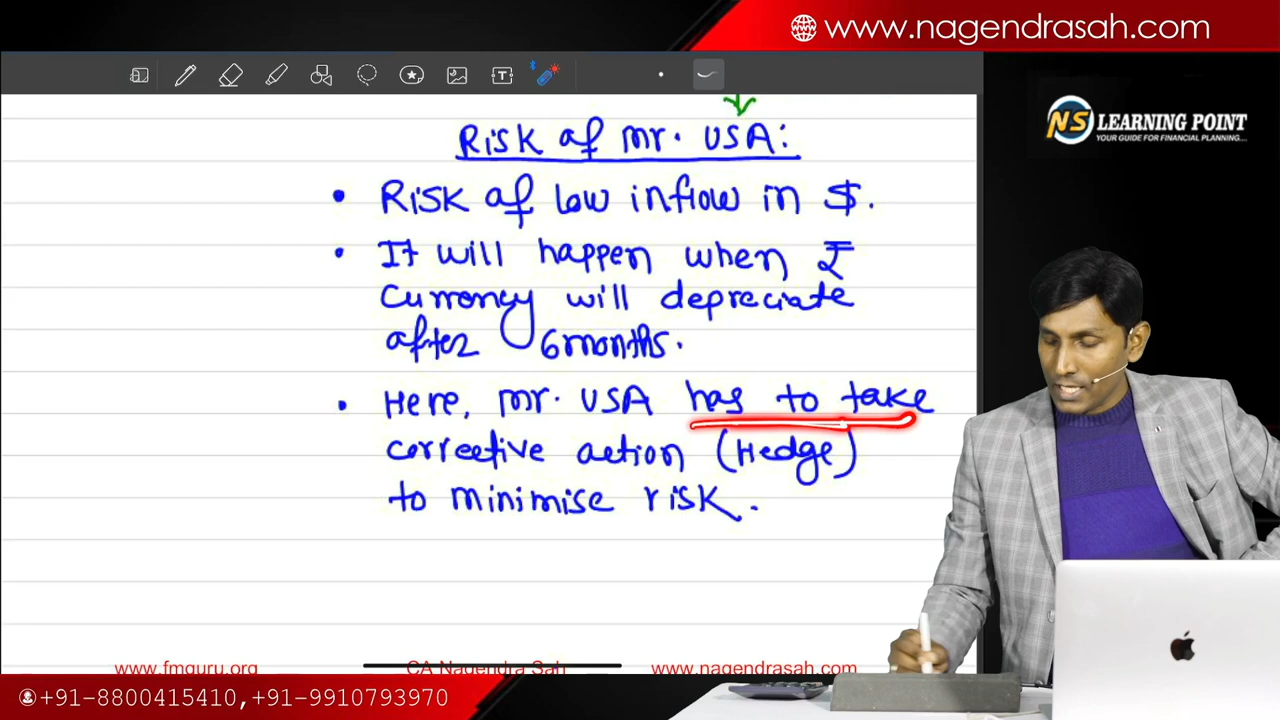 www.nagendrasah.com
NS LEARNING POINT
YOUR GUIDE FOR FINANCIAL PLANNING....
Risk of Mr. USA:
• Risk of low inflow in $.
• It will happen when ₹
currency will depreciate
after 6months.
• Here, Mr. USA has to take
corrective action (Hedge)
to minimise risk.
www.fmguru.org CA Nagendra Sah www.nagendrasah.com
+91-8800415410,+91-9910793970